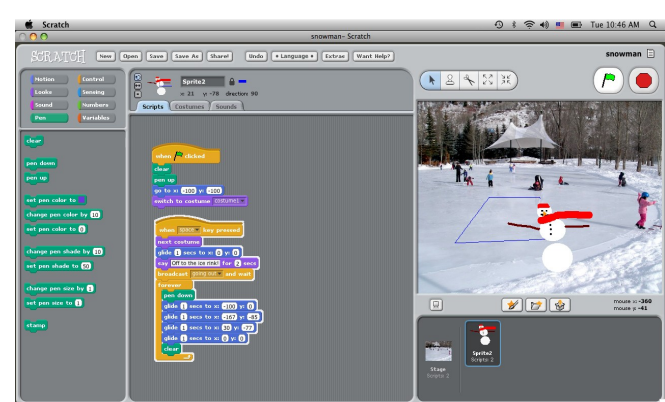 Scratch
Tue 10:46 AM
snowman- Scratch
SCRATCH
New
Open
Save
Save As
Share!
Undo
Language
Extras
Want Help?
snowman
Motion
Control
Looks
Sensing
Sound
Numbers
Pen
Variables
Sprite2
x: 21 y: -78 direction: 90
Scripts
Costumes
Sounds
clear
pen down
pen up
set pen color to
change pen color by 10
set pen color to 0
change pen shade by 10
set pen shade to 50
change pen size by 1
set pen size to 1
stamp
when clicked
clear
pen up
go to x: -100 y: -100
switch to costume costume1
when space key pressed
next costume
glide 1 secs to x: 0 y: 0
say Off to the ice rink! for 2 secs
broadcast going out and wait
forever
pen down
glide 1 secs to x: -100 y: 0
glide 1 secs to x: -167 y: -85
glide 1 secs to x: 30 y: -77
glide 1 secs to x: 0 y: 0
clear
mouse x: -360
mouse y: -41
Stage
Scripts: 2
Sprite2
Scripts: 2